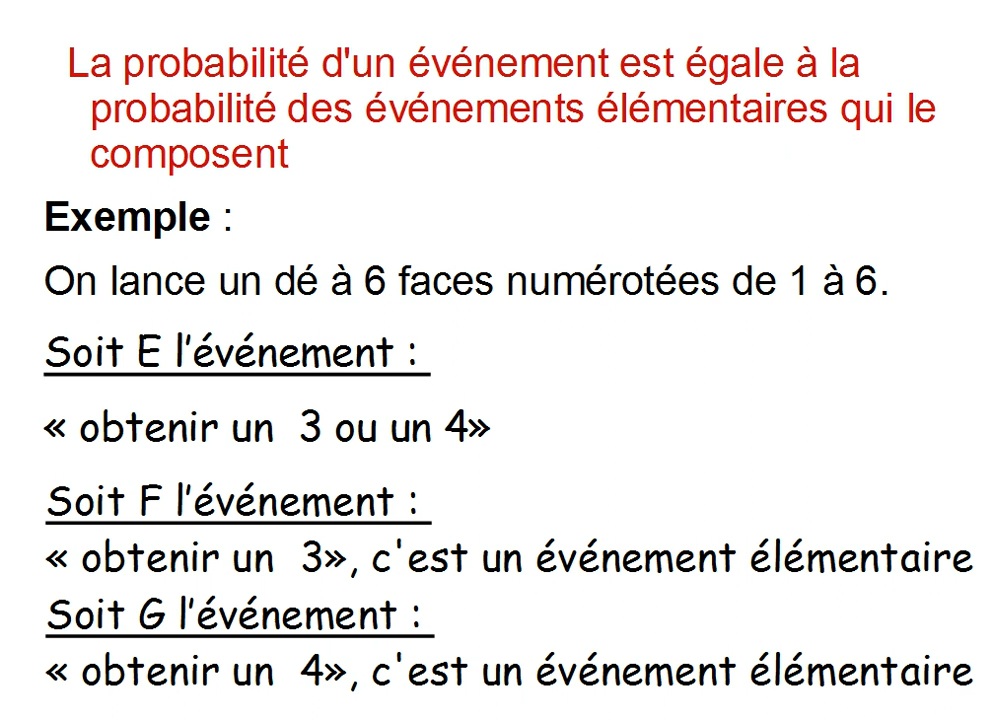 La probabilité d'un événement est égale à la
probabilité des événements élémentaires qui le
composent
Exemple :
On lance un dé à 6 faces numérotées de 1 à 6.
Soit E l'événement :
« obtenir un 3 ou un 4»
Soit F l'événement :
« obtenir un 3», c'est un événement élémentaire
Soit G l'événement :
« obtenir un 4», c'est un événement élémentaire